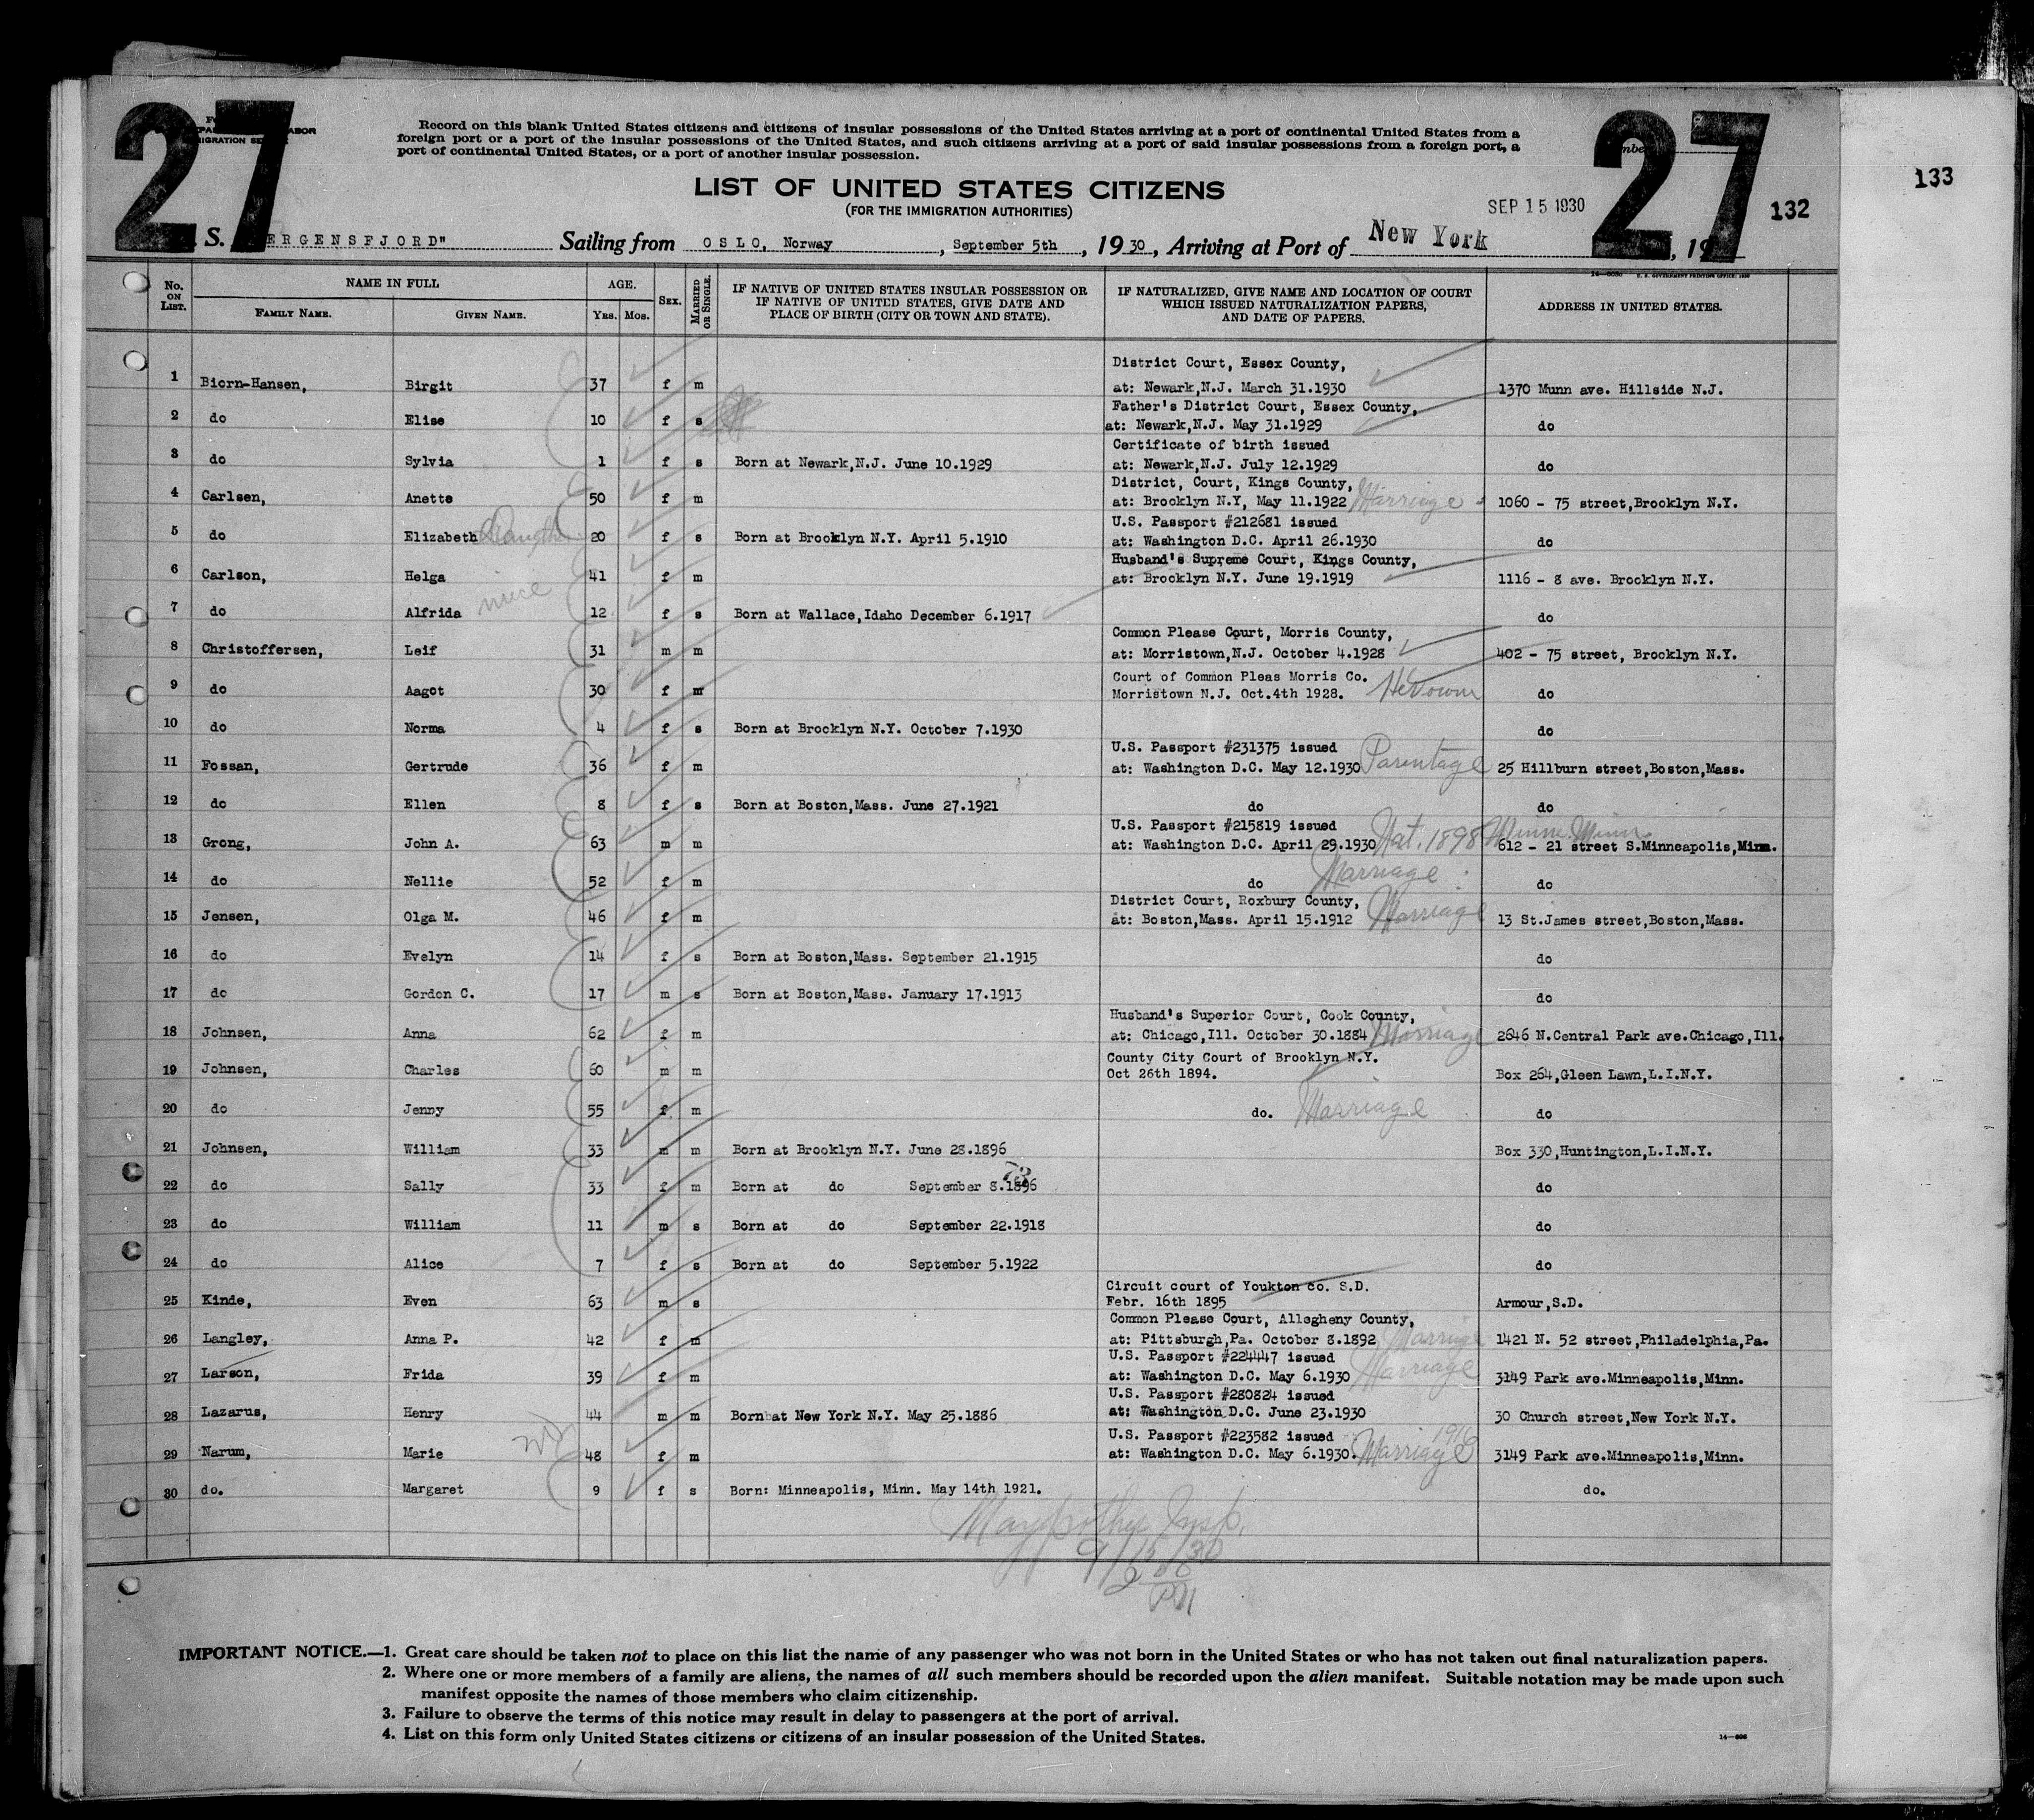 27
27
Record on this blank United States citizens and citizens of insular possessions of the United States arriving at a port of continental United States from a
foreign port or a port of the insular possessions of the United States, and such citizens arriving at a port of said insular possessions from a foreign port, a
port of continental United States, or a port of another insular possession.
133
LIST OF UNITED STATES CITIZENS
(FOR THE IMMIGRATION AUTHORITIES)
SEP 15 1930
132
S. ERGENSFJORD" Sailing from OSLO, Norway, September 5th, 1930, Arriving at Port of New York, 19
No. ON LIST. NAME IN FULL AGE. SEX. MARRIED OR SINGLE. IF NATIVE OF UNITED STATES INSULAR POSSESSION OR IF NATIVE OF UNITED STATES, GIVE DATE AND PLACE OF BIRTH (CITY OR TOWN AND STATE). IF NATURALIZED, GIVE NAME AND LOCATION OF COURT WHICH ISSUED NATURALIZATION PAPERS, AND DATE OF PAPERS. ADDRESS IN UNITED STATES.
FAMILY NAME. GIVEN NAME. YRS. MOS.
District Court, Essex County,
1 Biorn-Hansen, Birgit 37 f m at: Newark,N.J. March 31.1930 1370 Munn ave. Hillside N.J.
Father's District Court, Essex County,
2 do Elise 10 f s at: Newark,N.J. May 31.1929 do
Certificate of birth issued
3 do Sylvia 1 f s Born at Newark,N.J. June 10.1929 at: Newark,N.J. July 12.1929 do
District, Court, Kings County,
4 Carlsen, Anette 50 f m at: Brooklyn N.Y, May 11.1922 Marriage 1060 - 75 street,Brooklyn N.Y.
U.S. Passport #212681 issued
5 do Elizabeth Daughter 20 f s Born at Brooklyn N.Y. April 5.1910 at: Washington D.C. April 26.1930 do
Husband's Supreme Court, Kings County,
6 Carlson, Helga 41 f m at: Brooklyn N.Y. June 19.1919 1116 - 8 ave. Brooklyn N.Y.
niece
7 do Alfrida 12 f s Born at Wallace,Idaho December 6.1917 do
Common Please Court, Morris County,
8 Christoffersen, Leif 31 m m at: Morristown,N.J. October 4.1928 402 - 75 street, Brooklyn N.Y.
Court of Common Pleas Morris Co.
9 do Aagot 30 f m Morristown N.J. Oct.4th 1928. do
10 do Norma 4 f s Born at Brooklyn N.Y. October 7.1930 do
U.S. Passport #231375 issued
11 Fossan, Gertrude 36 f m at: Washington D.C. May 12.1930 Parentage 25 Hillburn street,Boston,Mass.
12 do Ellen 8 f s Born at Boston,Mass. June 27.1921 do do
U.S. Passport #215819 issued
13 Grong, John A. 63 m m at: Washington D.C. April 29.1930 Nat. 1898 Minne. Minn. 612 - 21 street S.Minneapolis,Minn.
14 do Nellie 52 f m do Marriage do
District Court, Roxbury County,
15 Jensen, Olga M. 46 f m at: Boston,Mass. April 15.1912 Marriage 13 St.James street,Boston,Mass.
16 do Evelyn 14 f s Born at Boston,Mass. September 21.1915 do
17 do Gordon C. 17 m s Born at Boston,Mass. January 17.1913 do
Husband's Superior Court, Cook County,
18 Johnsen, Anna 62 f m at: Chicago,Ill. October 30.1884 Marriage 2646 N.Central Park ave.Chicago,Ill.
County City Court of Brooklyn N.Y.
19 Johnsen, Charles 60 m m Oct 26th 1894. Box 264,Gleen Lawn,L.I.N.Y.
20 do Jenny 55 f m do. Marriage do
21 Johnsen, William 33 m m Born at Brooklyn N.Y. June 28.1896 Box 330,Huntington,L.I.N.Y.
22 do Sally 33 f m Born at do September 8.1896 do
23 do William 11 m s Born at do September 22.1918 do
24 do Alice 7 f s Born at do September 5.1922 do
Circuit court of Youkton co. S.D.
25 Kinde, Even 63 m s Febr. 16th 1895 Armour,S.D.
Common Please Court, Allegheny County,
26 Langley, Anna P. 42 f m at: Pittsburgh,Pa. October 8.1892 Marriage 1421 N. 52 street,Philadelphia,Pa.
U.S. Passport #224447 issued
27 Larson, Frida 39 f m at: Washington D.C. May 6.1930 Marriage 3149 Park ave.Minneapolis,Minn.
U.S. Passport #280824 issued
28 Lazarus, Henry 44 m m Born at New York N.Y. May 25.1886 at: Washington D.C. June 23.1930 30 Church street,New York N.Y.
U.S. Passport #223582 issued 1916
29 Narum, Marie 48 f m at: Washington D.C. May 6.1930. Marriage 3149 Park ave.Minneapolis,Minn.
30 do. Margaret 9 f s Born: Minneapolis, Minn. May 14th 1921. do.
Insp.
9/15/30
200
PM
IMPORTANT NOTICE.—1. Great care should be taken not to place on this list the name of any passenger who was not born in the United States or who has not taken out final naturalization papers.
2. Where one or more members of a family are aliens, the names of all such members should be recorded upon the alien manifest. Suitable notation may be made upon such
manifest opposite the names of those members who claim citizenship.
3. Failure to observe the terms of this notice may result in delay to passengers at the port of arrival.
4. List on this form only United States citizens or citizens of an insular possession of the United States.